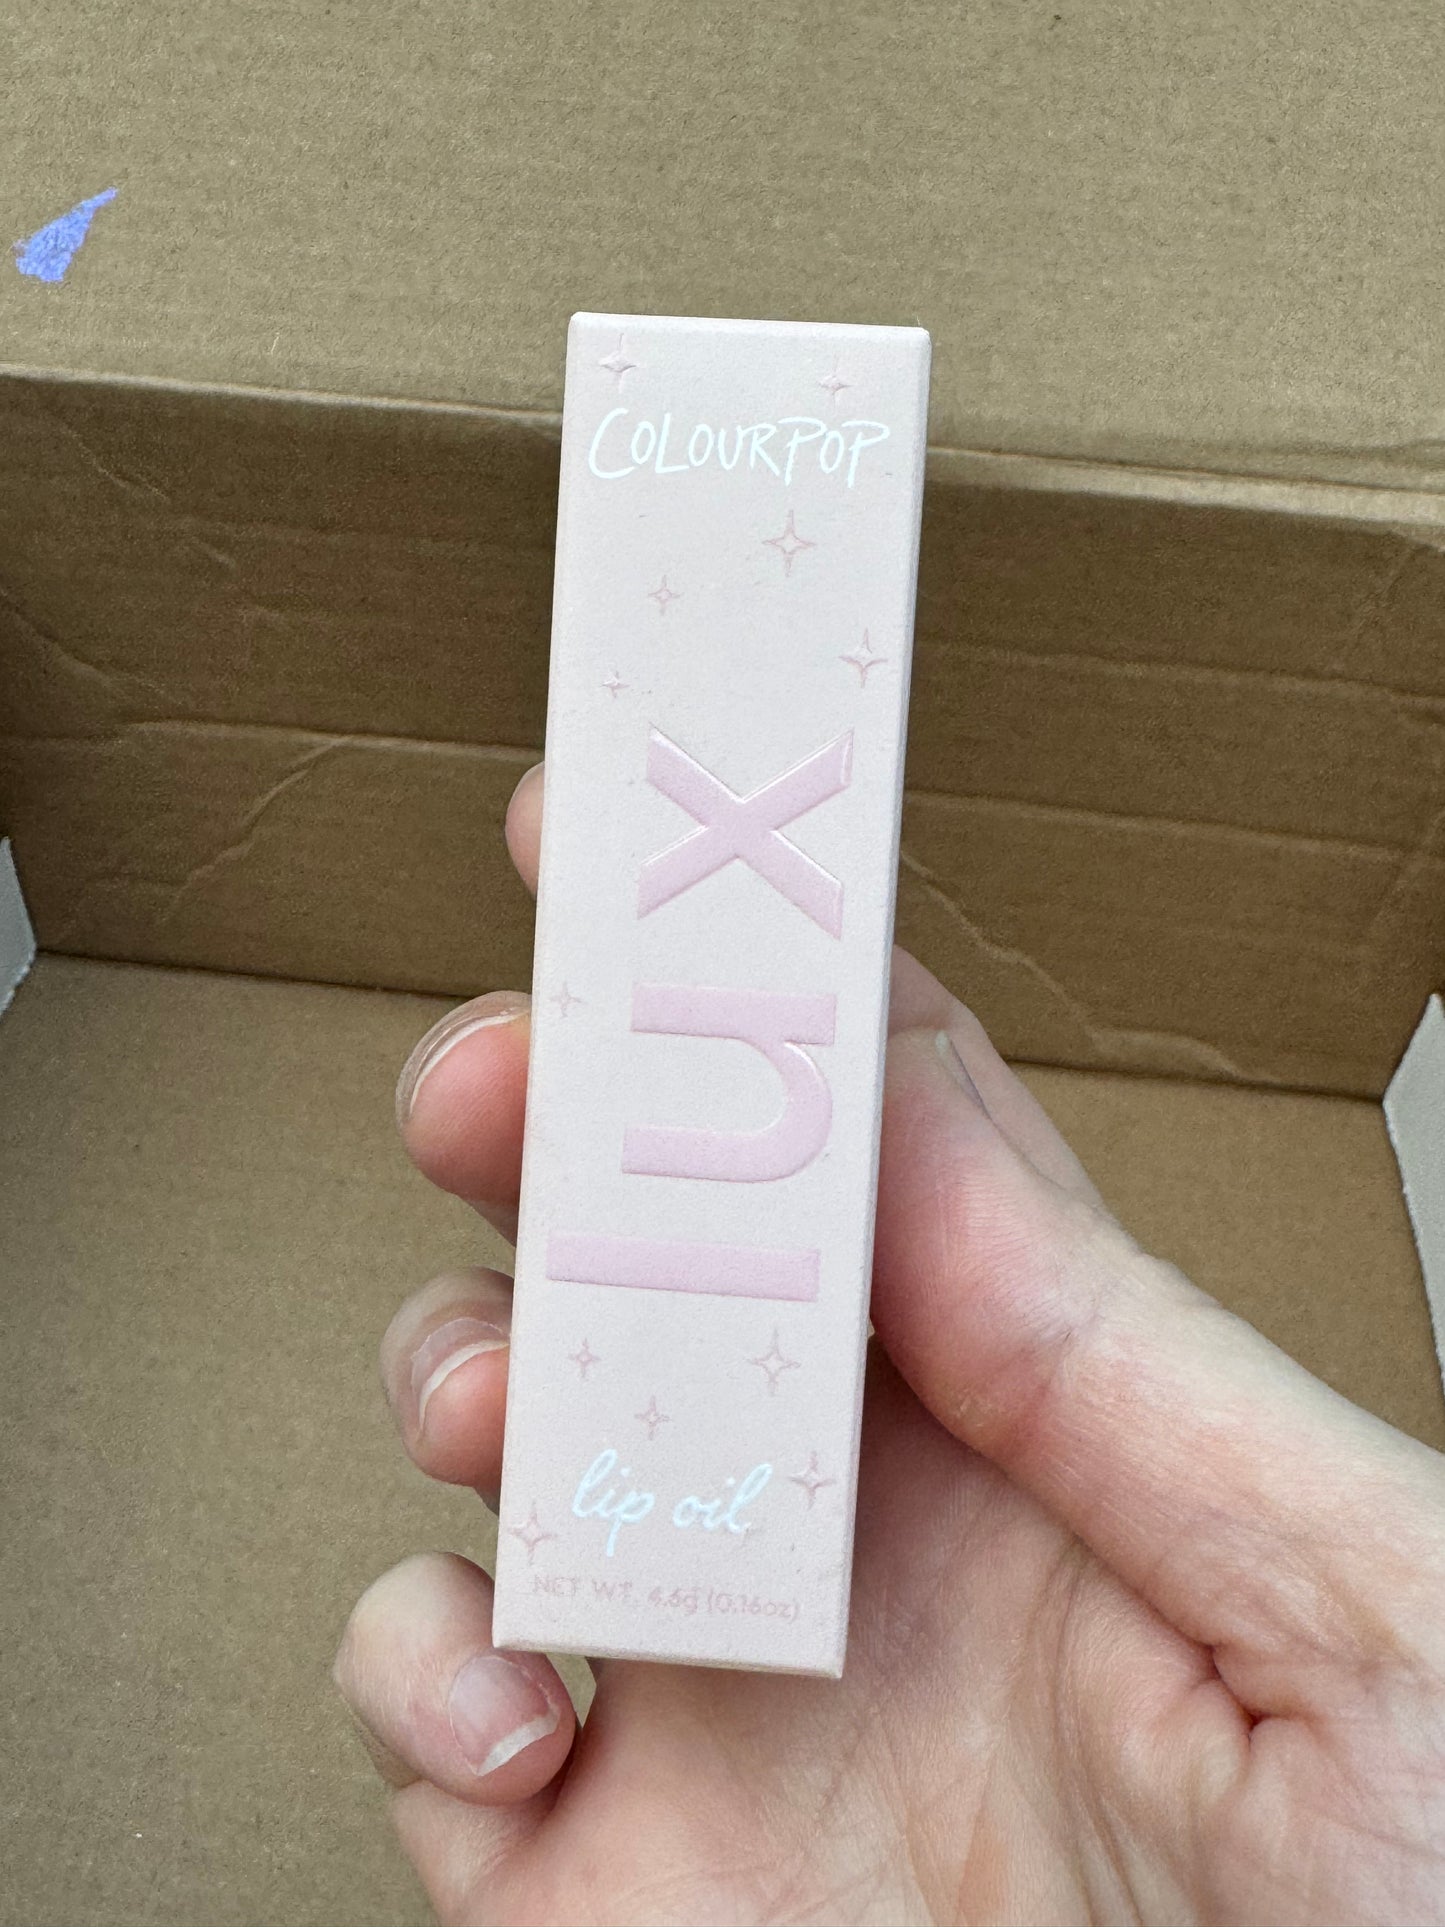 COLOURPOP
lux
lip oil
NET WT. 4.6g (0.16oz)